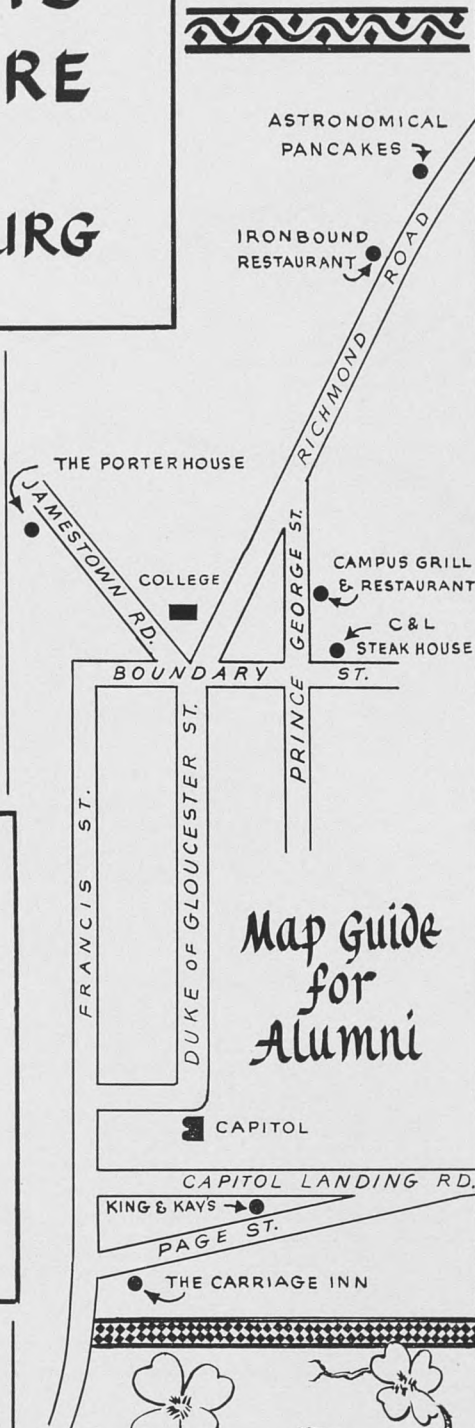 RE
URG
ASTRONOMICAL
PANCAKES
IRONBOUND
RESTAURANT
RICHMOND ROAD
THE PORTERHOUSE
JAMESTOWN RD.
COLLEGE
PRINCE GEORGE ST.
CAMPUS GRILL
& RESTAURANT
C & L
STEAK HOUSE
BOUNDARY ST.
FRANCIS ST.
DUKE OF GLOUCESTER ST.
Map Guide
for
Alumni
CAPITOL
CAPITOL LANDING RD.
KING & KAY'S
PAGE ST.
THE CARRIAGE INN